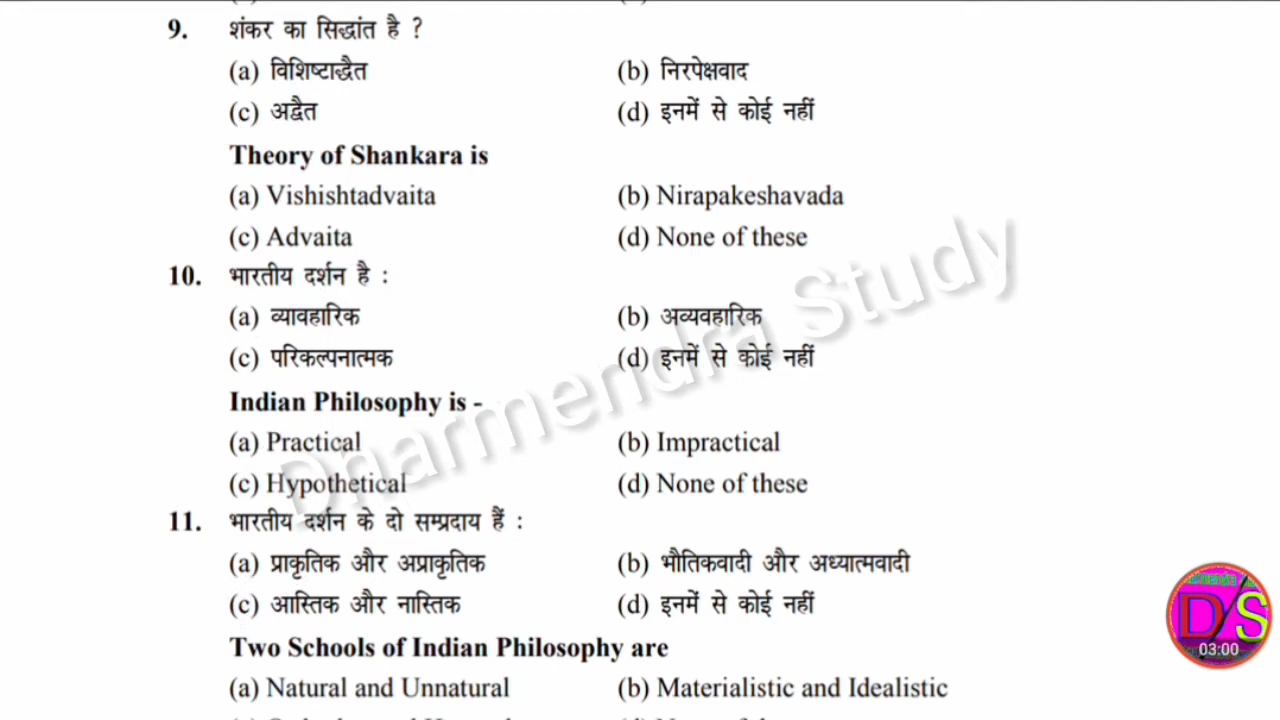 9. शंकर का सिद्धांत है ?
(a) विशिष्टाद्वैत (b) निरपेक्षवाद
(c) अद्वैत (d) इनमें से कोई नहीं
Theory of Shankara is
(a) Vishishtadvaita (b) Nirapakeshavada
(c) Advaita (d) None of these
10. भारतीय दर्शन है :
(a) व्यावहारिक (b) अव्यवहारिक
(c) परिकल्पनात्मक (d) इनमें से कोई नहीं
Indian Philosophy is -
(a) Practical (b) Impractical
(c) Hypothetical (d) None of these
11. भारतीय दर्शन के दो सम्प्रदाय हैं :
(a) प्राकृतिक और अप्राकृतिक (b) भौतिकवादी और अध्यात्मवादी
(c) आस्तिक और नास्तिक (d) इनमें से कोई नहीं
Two Schools of Indian Philosophy are
(a) Natural and Unnatural (b) Materialistic and Idealistic
Dharmendra Study
D/S
03:00